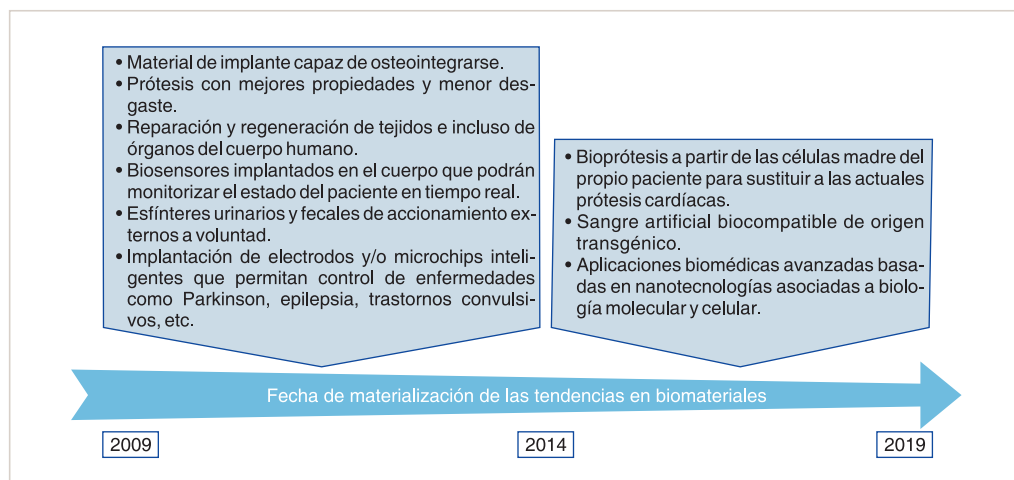 • Material de implante capaz de osteointegrarse.
• Prótesis con mejores propiedades y menor des-
gaste.
• Reparación y regeneración de tejidos e incluso de
órganos del cuerpo humano.
• Biosensores implantados en el cuerpo que podrán
monitorizar el estado del paciente en tiempo real.
• Esfínteres urinarios y fecales de accionamiento ex-
ternos a voluntad.
• Implantación de electrodos y/o microchips inteli-
gentes que permitan control de enfermedades
como Parkinson, epilepsia, trastornos convulsi-
vos, etc.
• Bioprótesis a partir de las células madre del
propio paciente para sustituir a las actuales
prótesis cardíacas.
• Sangre artificial biocompatible de origen
transgénico.
• Aplicaciones biomédicas avanzadas basa-
das en nanotecnologías asociadas a bio-
logía molecular y celular.
Fecha de materialización de las tendencias en biomateriales
2009
2014
2019